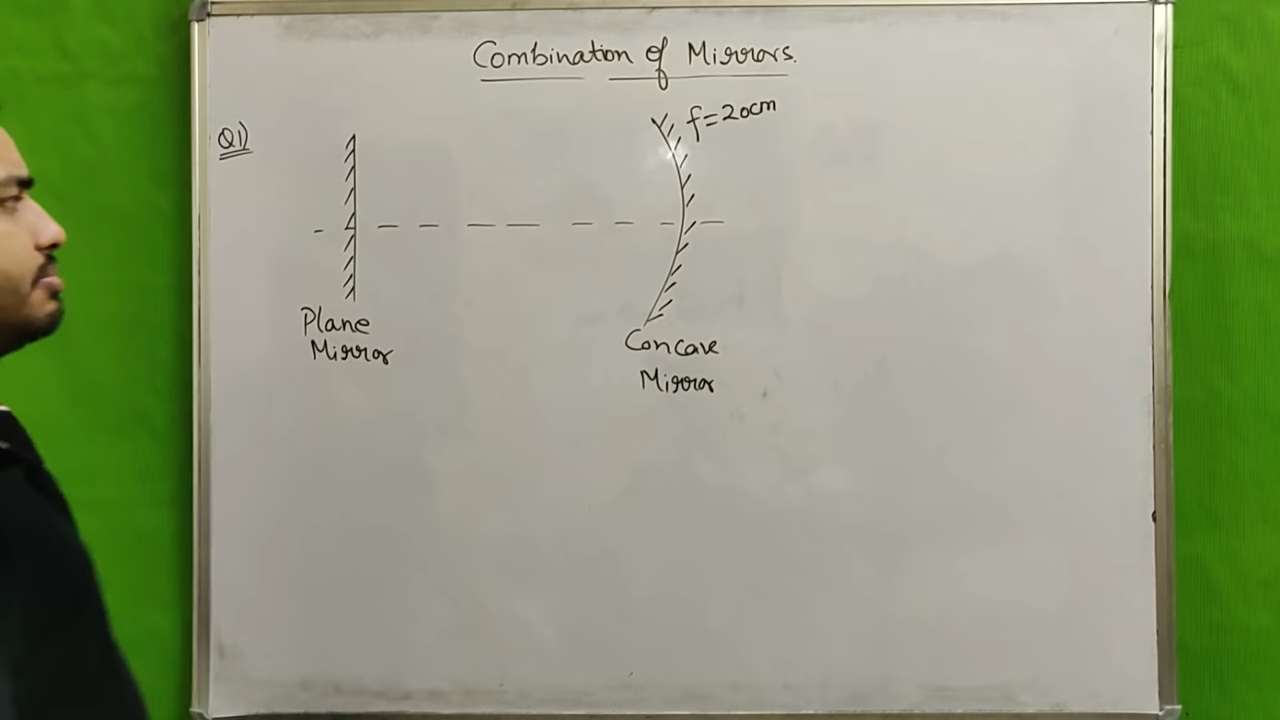 Combination of Mirrors.
Q1)
f=20cm
Plane
Mirror
Concave
Mirror